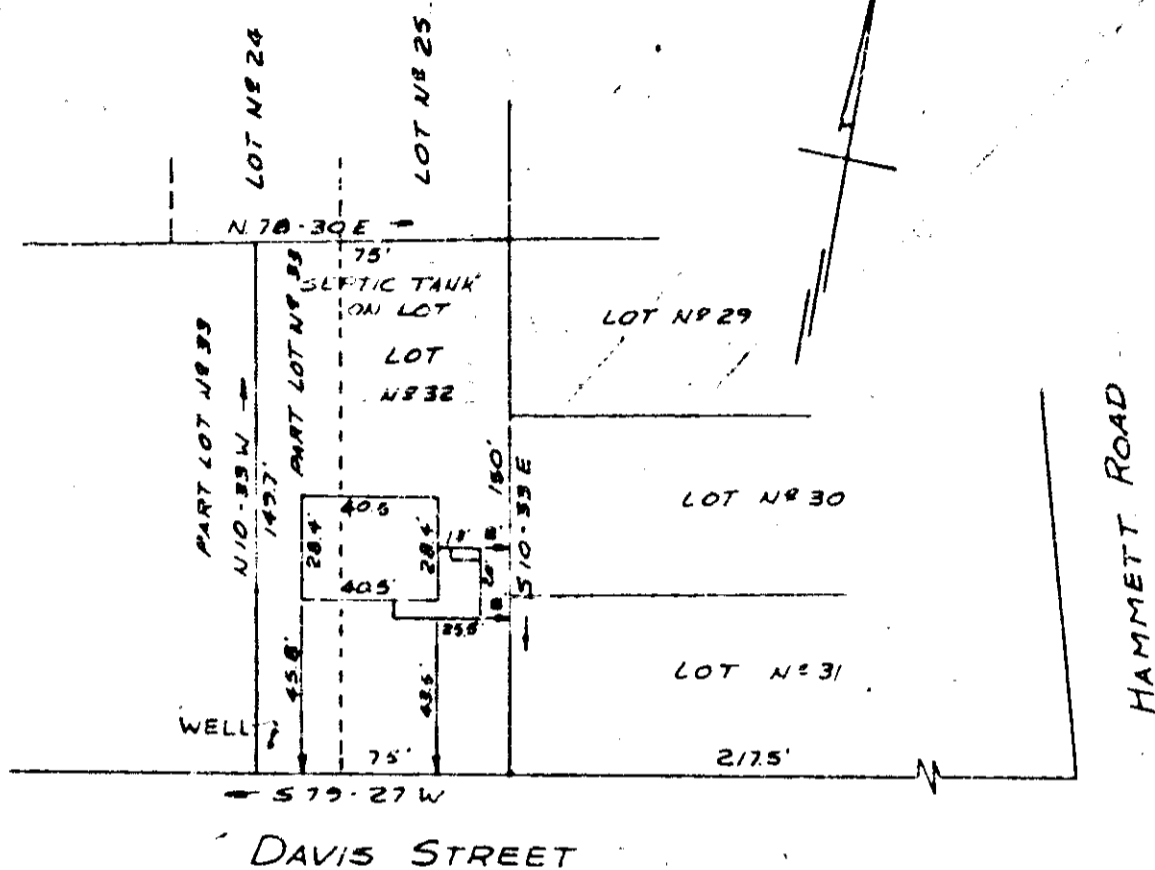 LOT Nº 24
LOT Nº 25
N. 78-30 E
75'
SEPTIC TANK
ON LOT
LOT
Nº 32
PART LOT Nº 33
PART LOT Nº 33
N 10-33 W
149.7'
LOT Nº 29
150'
S 10-33 E
LOT Nº 30
HAMMETT ROAD
40.5
28.4'
28.4'
40.5
20'
25.5'
45.8'
43.5'
LOT Nº 31
WELL
75'
217.5'
S 79-27 W
DAVIS STREET